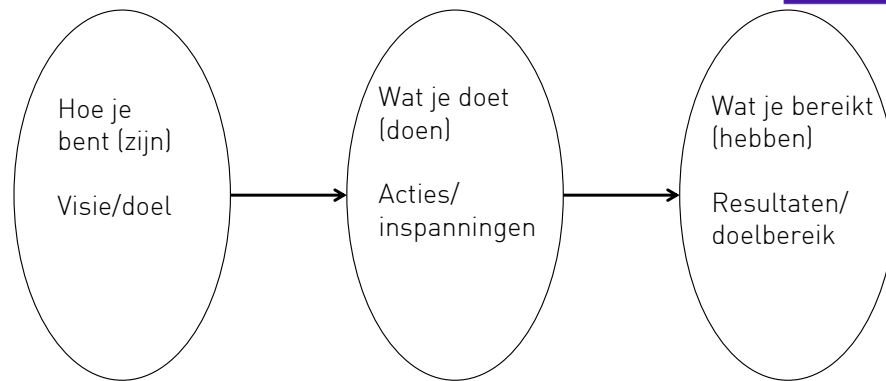 Hoe je
bent (zijn)
Visie/doel
Wat je doet
(doen)
Acties/
inspanningen
Wat je bereikt
(hebben)
Resultaten/
doelbereik